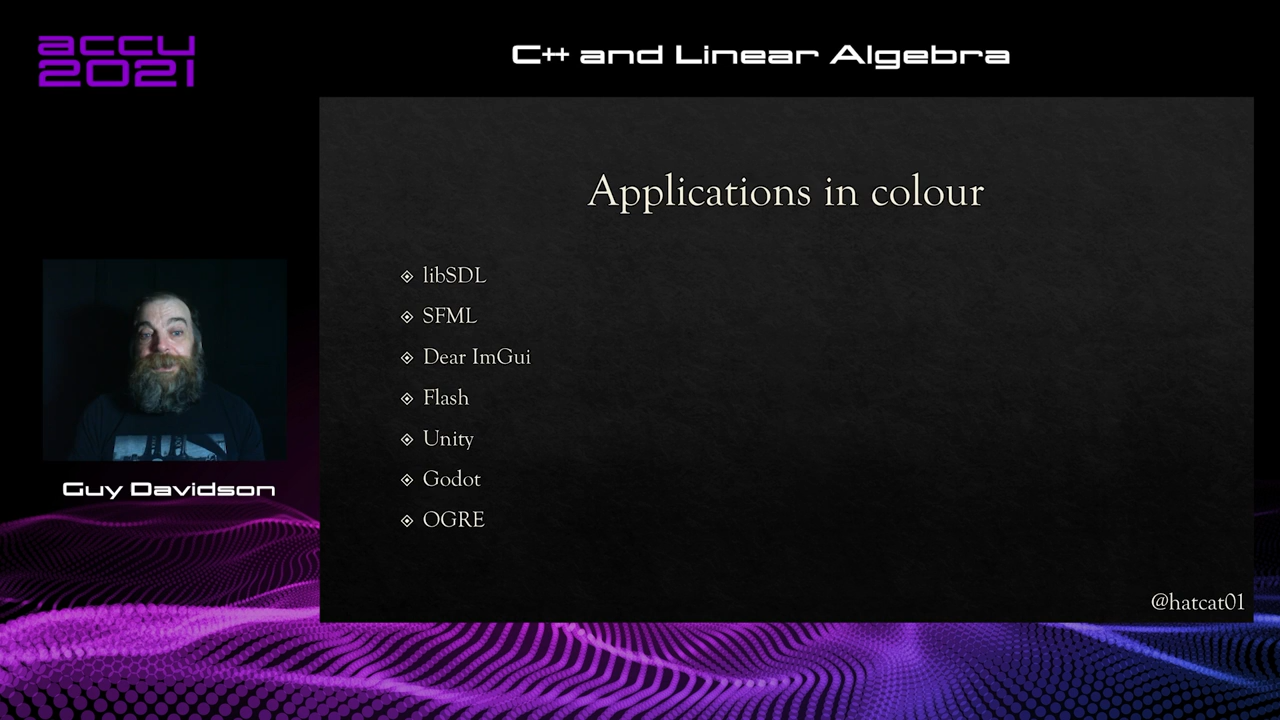 accu
2021
C++ and Linear Algebra
Applications in colour
libSDL
SFML
Dear ImGui
Flash
Unity
Godot
OGRE
Guy Davidson
@hatcat01